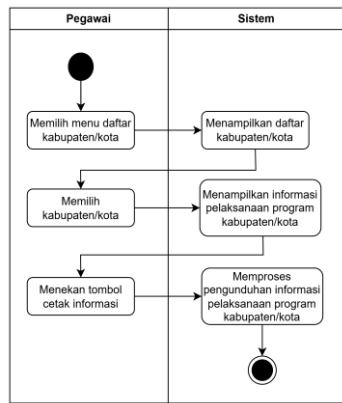 Pegawai
Sistem
Memilih menu daftar
kabupaten/kota
Menampilkan daftar
kabupaten/kota
Memilih
kabupaten/kota
Menampilkan informasi
pelaksanaan program
kabupaten/kota
Menekan tombol
cetak informasi
Memproses
pengunduhan informasi
pelaksanaan program
kabupaten/kota